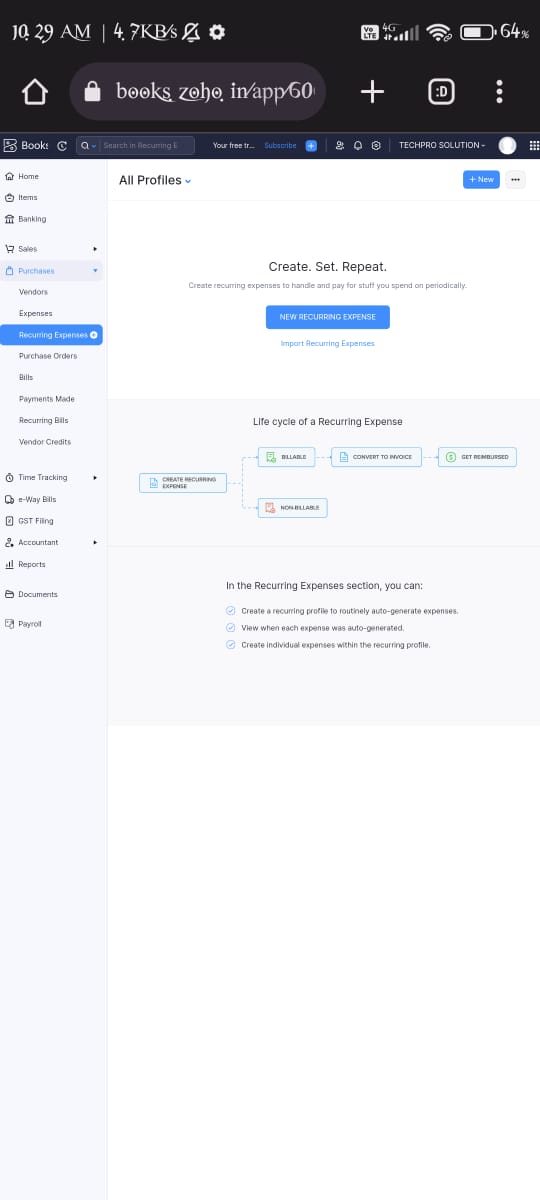 10.29 AM | 4.7KB/s
Vo LTE 4G 64%
books.zoho.in/app/60
:D
Books Search in Recurring E Your free tr... Subscribe TECHPRO SOLUTION
Home
Items
Banking
Sales
Purchases
Vendors
Expenses
Recurring Expenses
Purchase Orders
Bills
Payments Made
Recurring Bills
Vendor Credits
Time Tracking
e-Way Bills
GST Filing
Accountant
Reports
Documents
Payroll
All Profiles
+ New
Create. Set. Repeat.
Create recurring expenses to handle and pay for stuff you spend on periodically.
NEW RECURRING EXPENSE
Import Recurring Expenses
Life cycle of a Recurring Expense
CREATE RECURRING
EXPENSE
BILLABLE
CONVERT TO INVOICE
GET REIMBURSED
NON-BILLABLE
In the Recurring Expenses section, you can:
Create a recurring profile to routinely auto-generate expenses.
View when each expense was auto-generated.
Create individual expenses within the recurring profile.